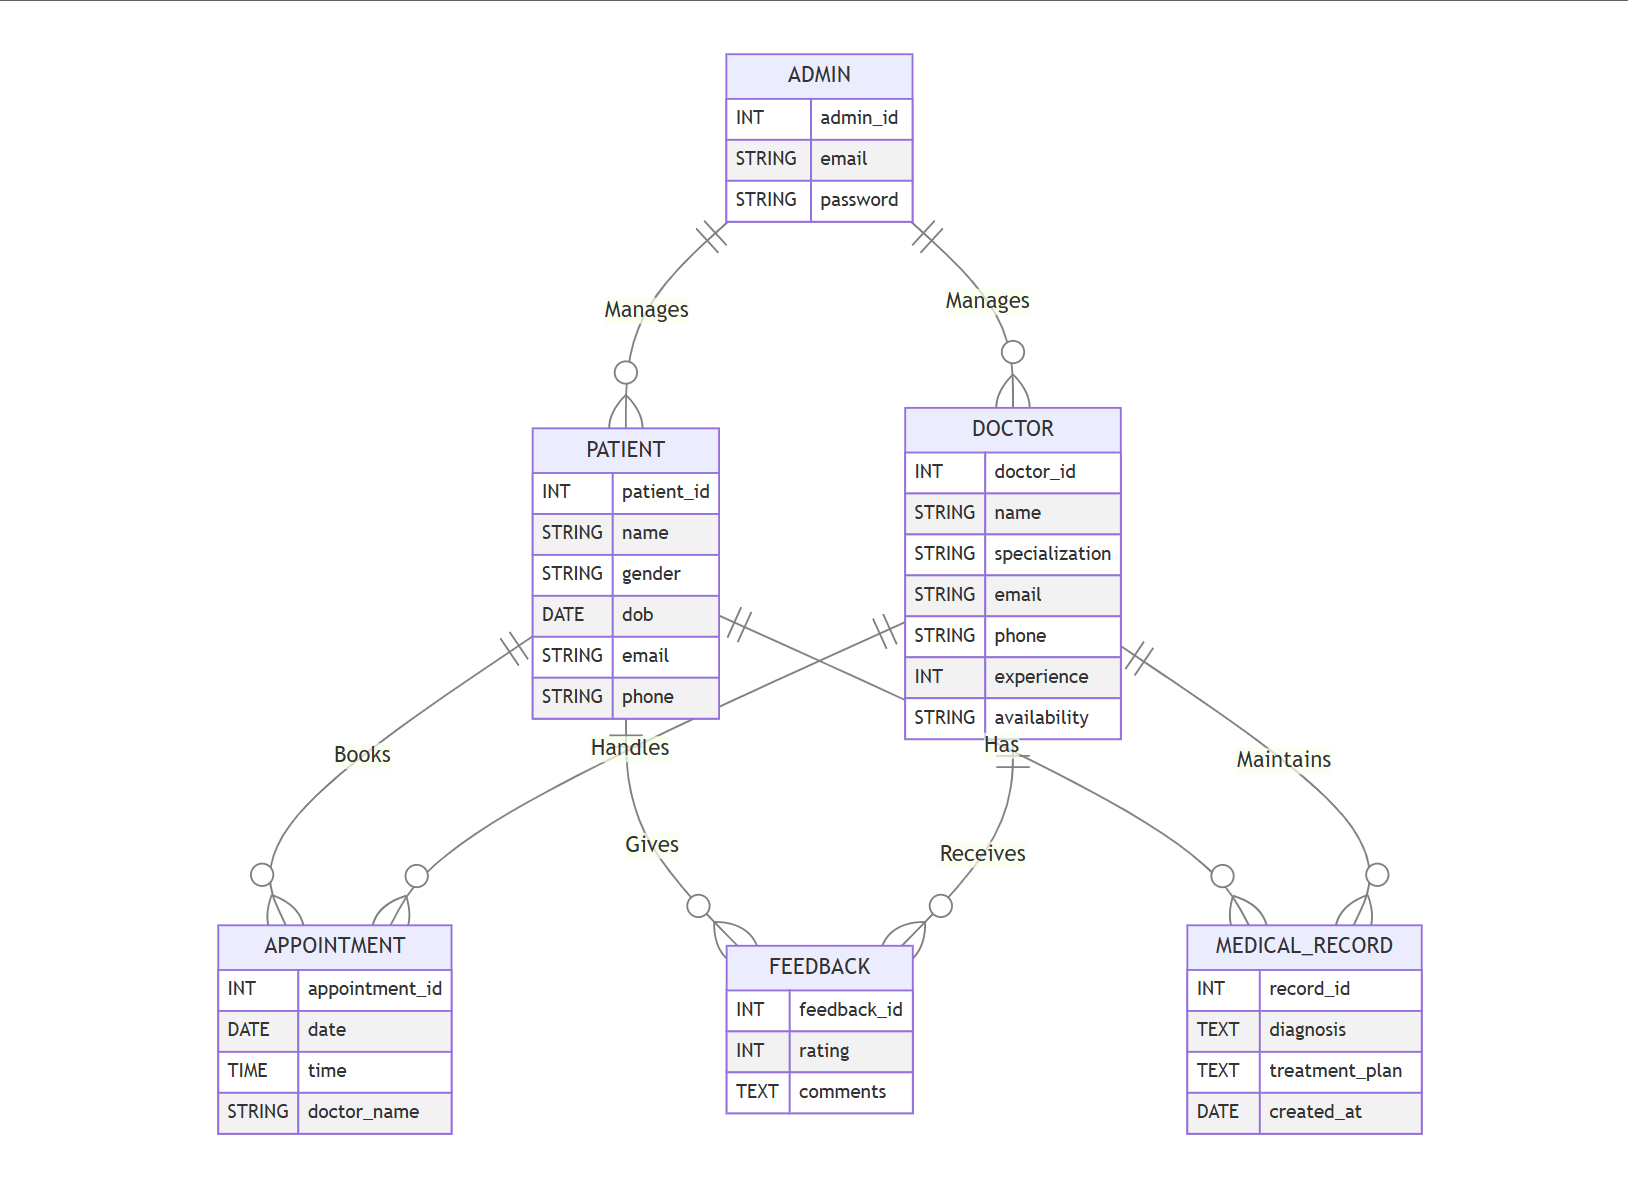 ADMIN
INT admin_id
STRING email
STRING password
Manages
Manages
PATIENT
INT patient_id
STRING name
STRING gender
DATE dob
STRING email
STRING phone
DOCTOR
INT doctor_id
STRING name
STRING specialization
STRING email
STRING phone
INT experience
STRING availability
Books
Handles
Has
Maintains
Gives
Receives
APPOINTMENT
INT appointment_id
DATE date
TIME time
STRING doctor_name
FEEDBACK
INT feedback_id
INT rating
TEXT comments
MEDICAL_RECORD
INT record_id
TEXT diagnosis
TEXT treatment_plan
DATE created_at